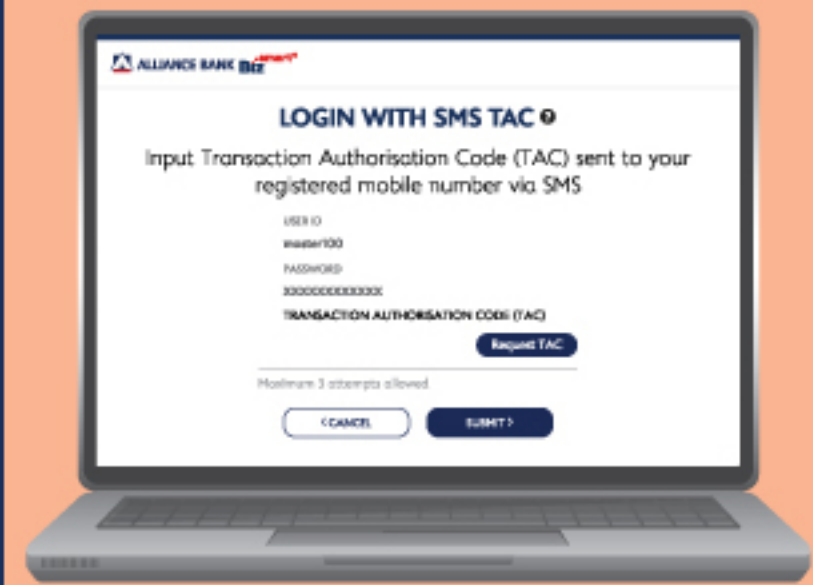 ALLIANCE BANK Biz smart
LOGIN WITH SMS TAC ?
Input Transaction Authorisation Code (TAC) sent to your
registered mobile number via SMS
USER ID
master100
PASSWORD
XXXXXXXXXXXXX
TRANSACTION AUTHORISATION CODE (TAC)
Request TAC
Maximum 3 attempts allowed
< CANCEL
SUBMIT >